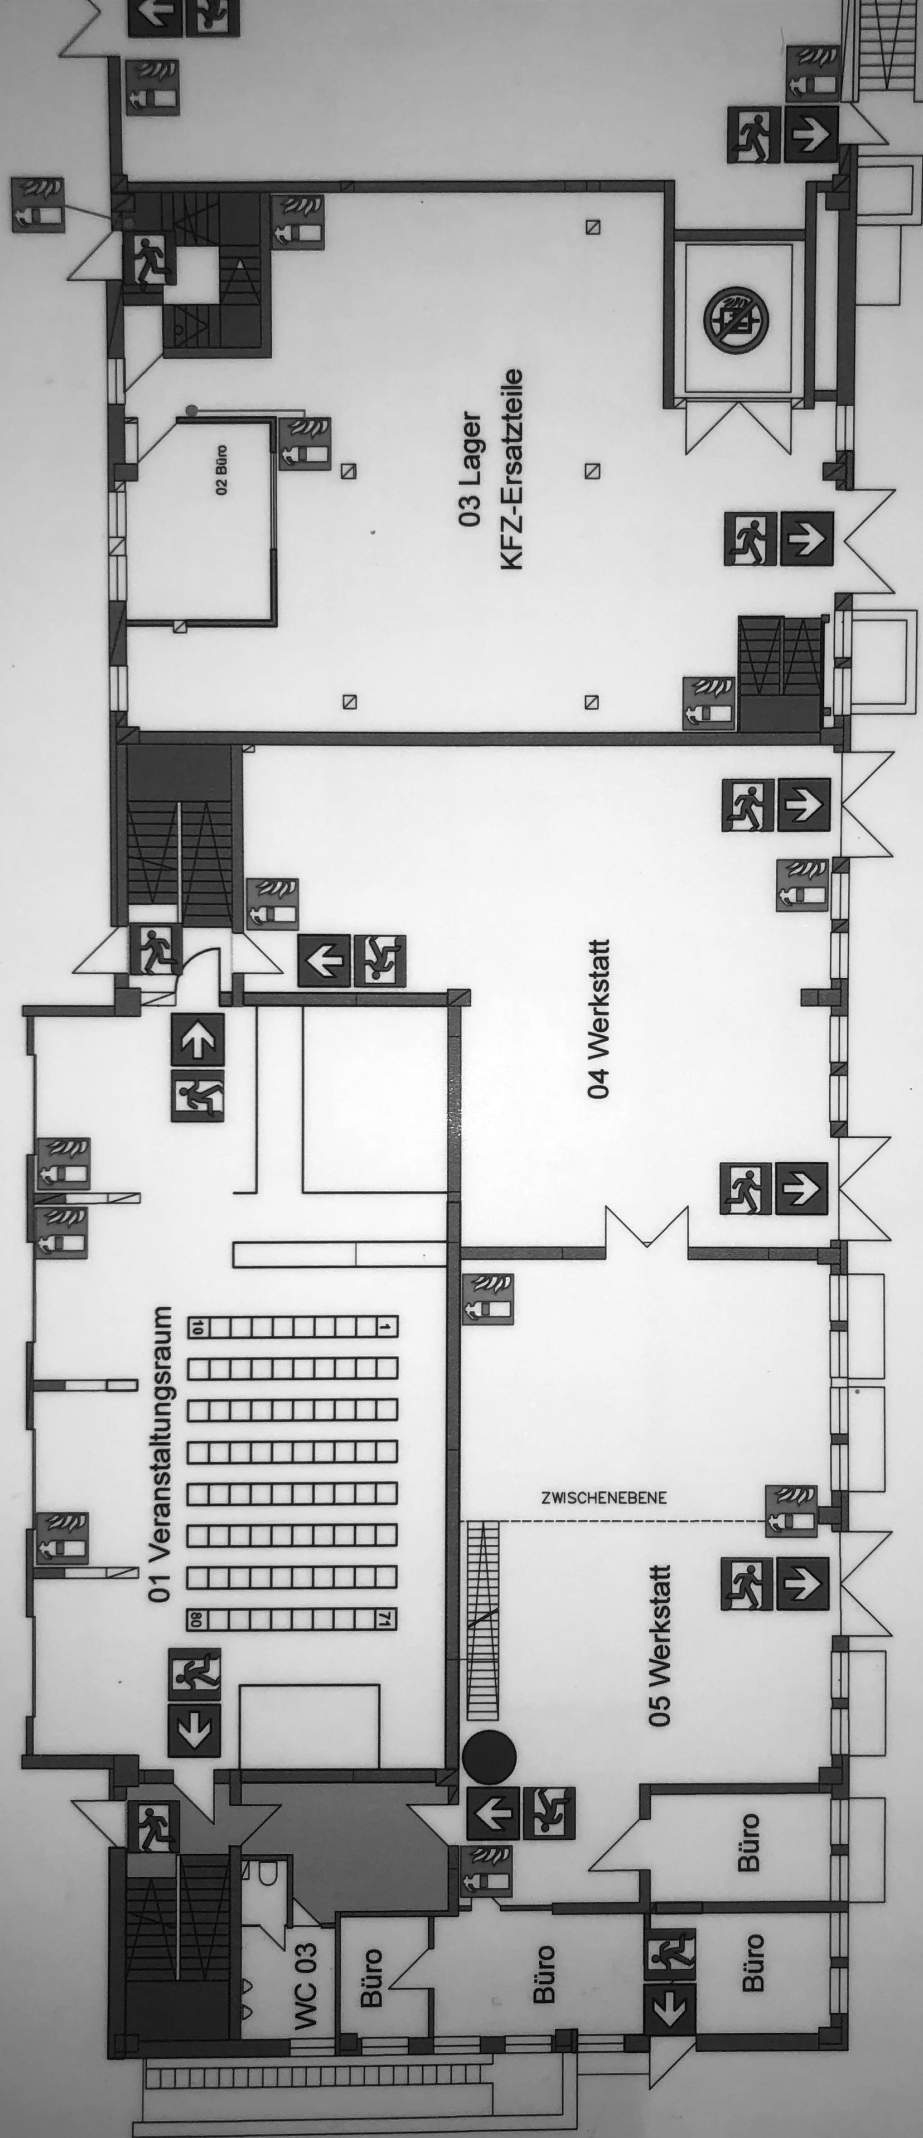 02 Büro
03 Lager
KFZ-Ersatzteile
04 Werkstatt
01 Veranstaltungsraum
10
1
80
71
ZWISCHENEBENE
05 Werkstatt
Büro
WC 03
Büro
Büro
Büro